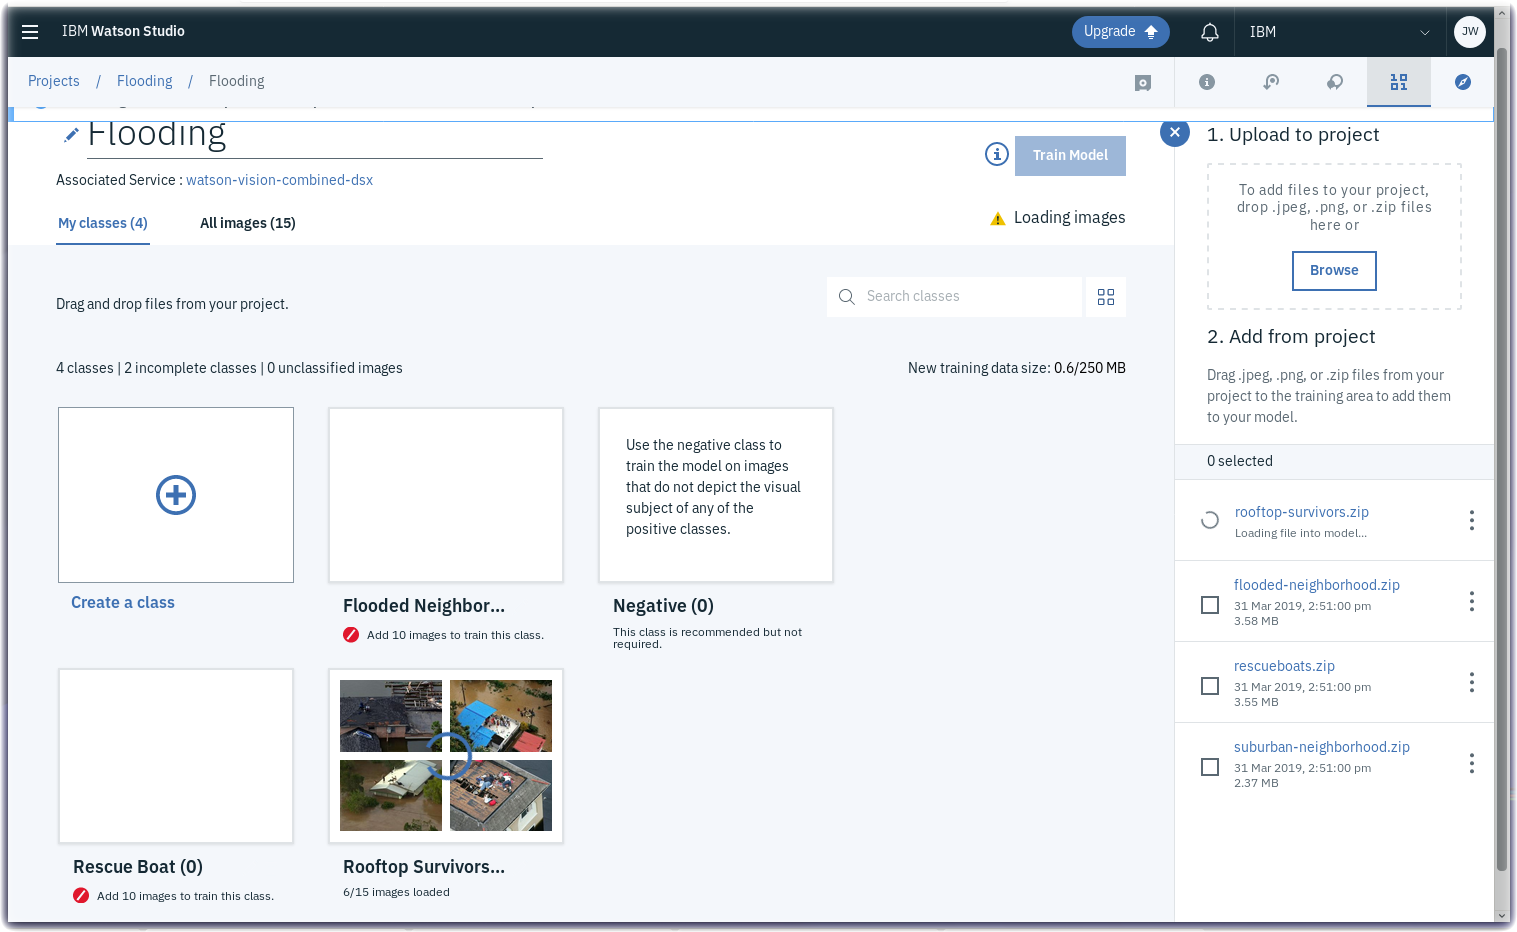 IBM Watson Studio
Upgrade
IBM
JW
Projects / Flooding / Flooding
Flooding
Train Model
Associated Service : watson-vision-combined-dsx
My classes (4)
All images (15)
Loading images
Drag and drop files from your project.
Search classes
4 classes | 2 incomplete classes | 0 unclassified images
New training data size: 0.6/250 MB
Create a class
Flooded Neighbor...
Add 10 images to train this class.
Use the negative class to
train the model on images
that do not depict the visual
subject of any of the
positive classes.
Negative (0)
This class is recommended but not
required.
Rescue Boat (0)
Add 10 images to train this class.
Rooftop Survivors...
6/15 images loaded
1. Upload to project
To add files to your project,
drop .jpeg, .png, or .zip files
here or
Browse
2. Add from project
Drag .jpeg, .png, or .zip files from your
project to the training area to add them
to your model.
0 selected
rooftop-survivors.zip
Loading file into model...
flooded-neighborhood.zip
31 Mar 2019, 2:51:00 pm
3.58 MB
rescueboats.zip
31 Mar 2019, 2:51:00 pm
3.55 MB
suburban-neighborhood.zip
31 Mar 2019, 2:51:00 pm
2.37 MB